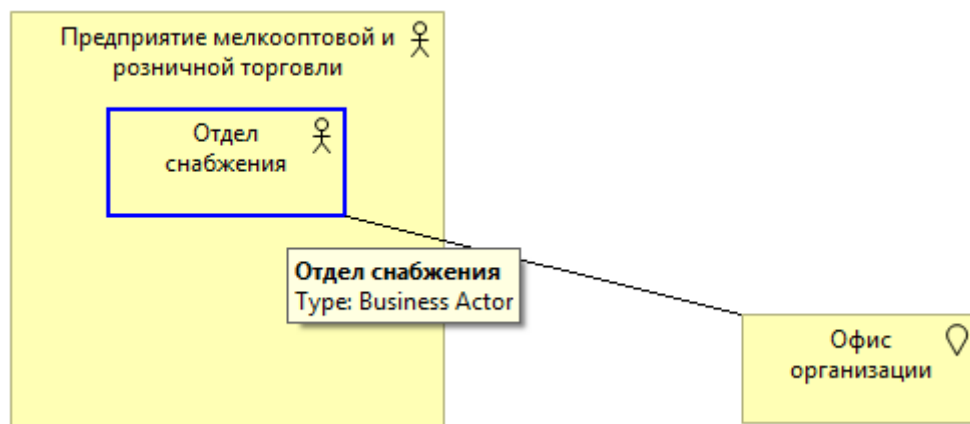 Предприятие мелкооптовой и
розничной торговли
Отдел
снабжения
Отдел снабжения
Type: Business Actor
Офис
организации